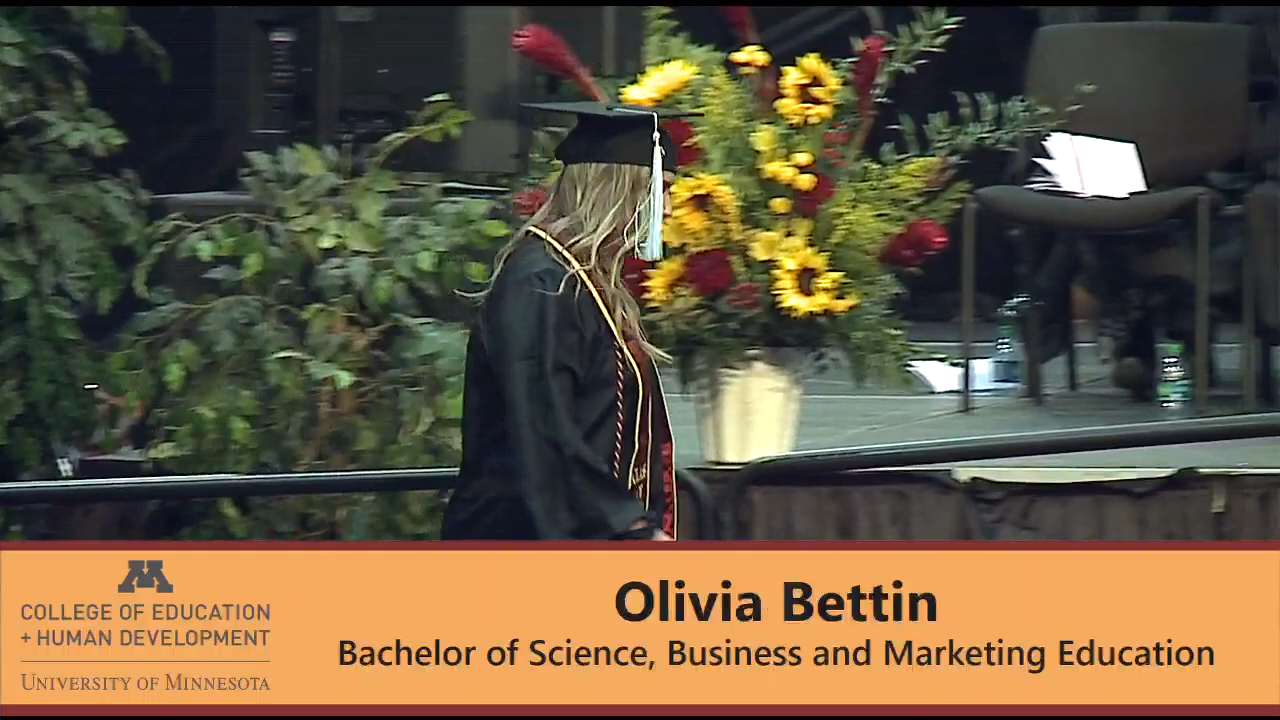 Olivia Bettin
Bachelor of Science, Business and Marketing Education
M
COLLEGE OF EDUCATION
+ HUMAN DEVELOPMENT
UNIVERSITY OF MINNESOTA